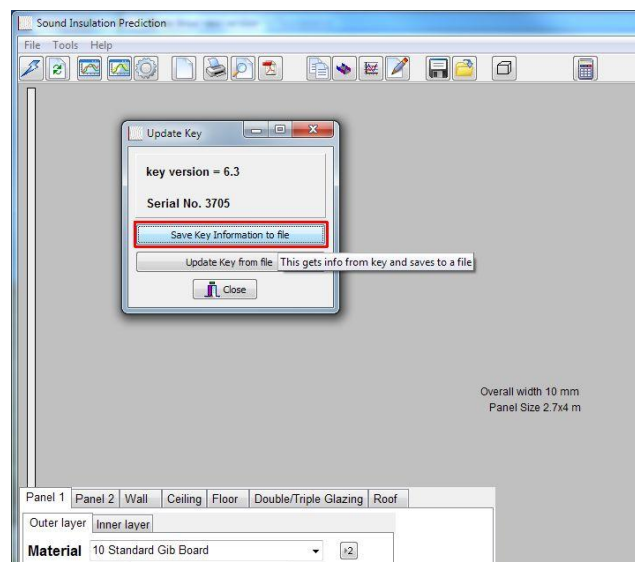 Sound Insulation Prediction
File Tools Help
Update Key
key version = 6.3
Serial No. 3705
Save Key Information to file
Update Key from file
This gets info from key and saves to a file
Close
Overall width 10 mm
Panel Size 2.7x4 m
Panel 1 Panel 2 Wall Ceiling Floor Double/Triple Glazing Roof
Outer layer Inner layer
Material 10 Standard Gib Board